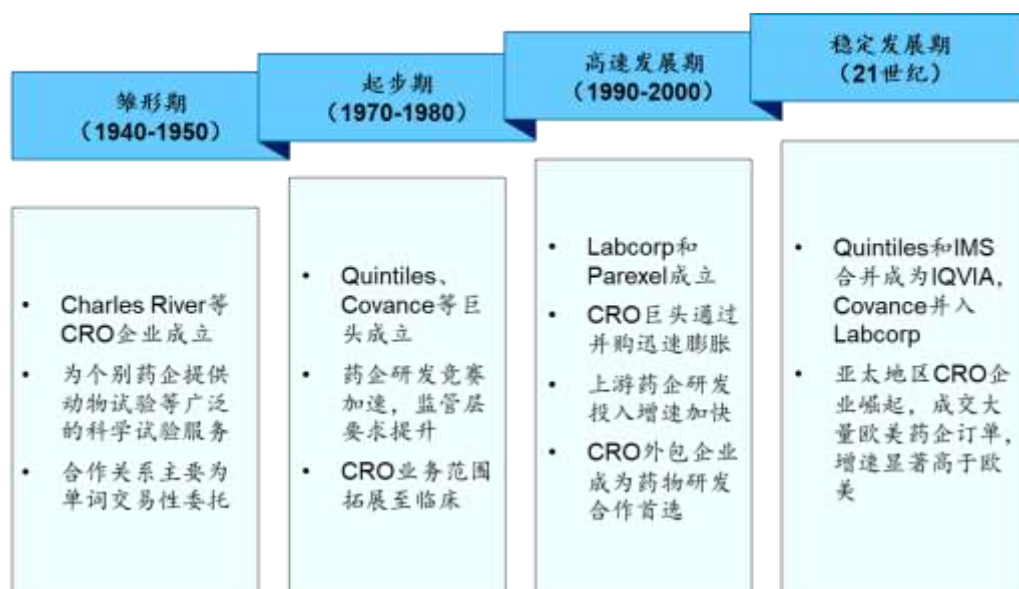 雏形期
（1940-1950）
Charles River等
CRO企业成立
为个别药企提供
动物试验等广泛
的科学试验服务
合作关系主要为
单词交易性委托
起步期
（1970-1980）
Quintiles、
Covance等巨
头成立
药企研发竞赛
加速，监管层
要求提升
CRO业务范围
拓展至临床
高速发展期
（1990-2000）
Labcorp和
Parexel成立
CRO巨头通过
并购迅速膨胀
上游药企研发
投入增速加快
CRO外包企业
成为药物研发
合作首选
稳定发展期
（21世纪）
Quintiles和IMS
合并成为IQVIA，
Covance并入
Labcorp
亚太地区CRO企
业崛起，成交大
量欧美药企订单，
增速显著高于欧
美